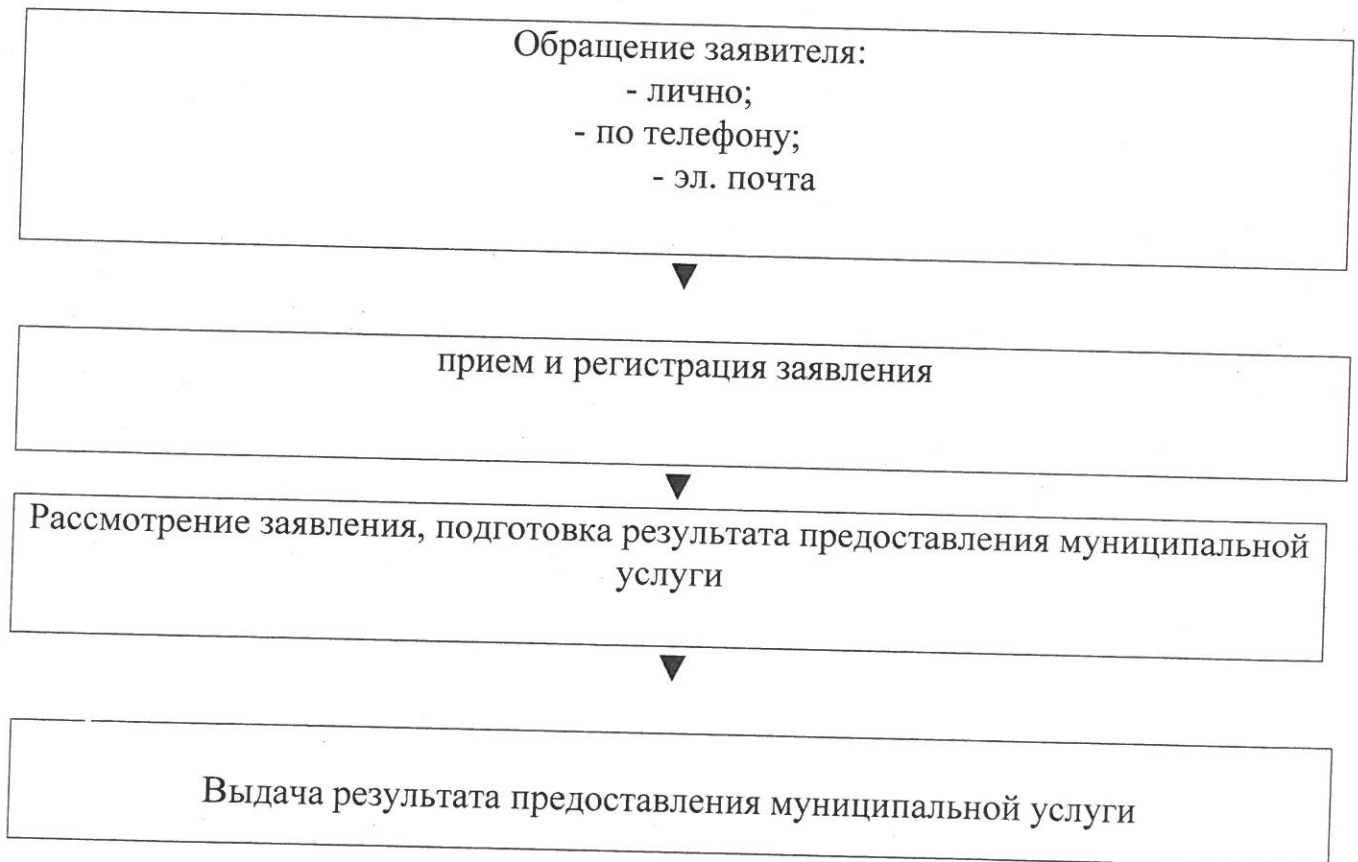 Обращение заявителя:
- лично;
- по телефону;
- эл. почта
прием и регистрация заявления
Рассмотрение заявления, подготовка результата предоставления муниципальной
услуги
Выдача результата предоставления муниципальной услуги